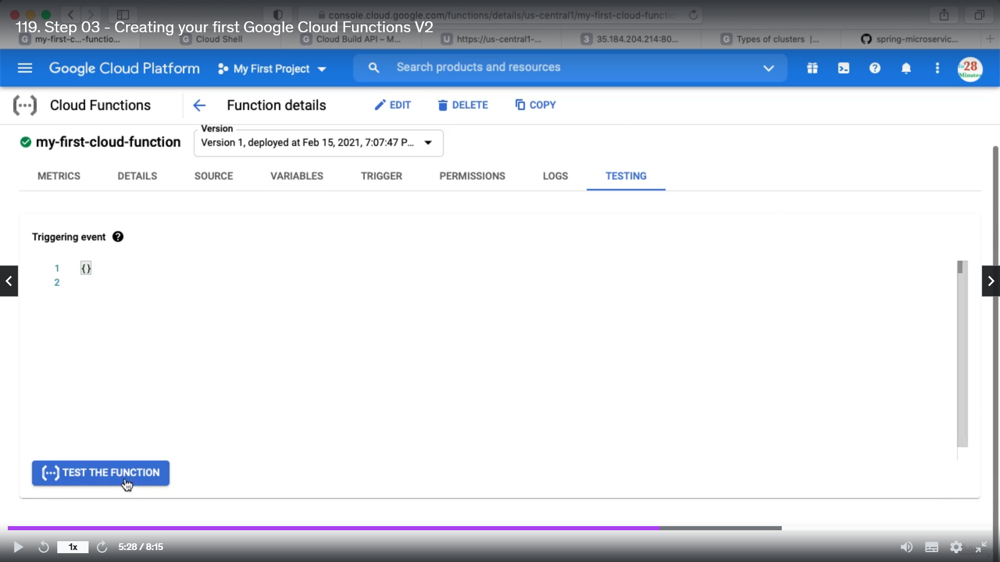 console.cloud.google.com/functions/details/us-central1/my-first-cloud-functio
119. Step 03 - Creating your first Google Cloud Functions V2
G my-first-c...-functio...
G Cloud Shell
G Cloud Build API – M...
U https://us-central1-...
3 35.184.204.214:80...
G Types of clusters |...
spring-microservic...
Google Cloud Platform
My First Project
Search products and resources
in28
Minutes
Cloud Functions
Function details
EDIT
DELETE
COPY
my-first-cloud-function
Version
Version 1, deployed at Feb 15, 2021, 7:07:47 P...
METRICS
DETAILS
SOURCE
VARIABLES
TRIGGER
PERMISSIONS
LOGS
TESTING
Triggering event
1 {}
2
TEST THE FUNCTION
1x
5:28 / 8:15